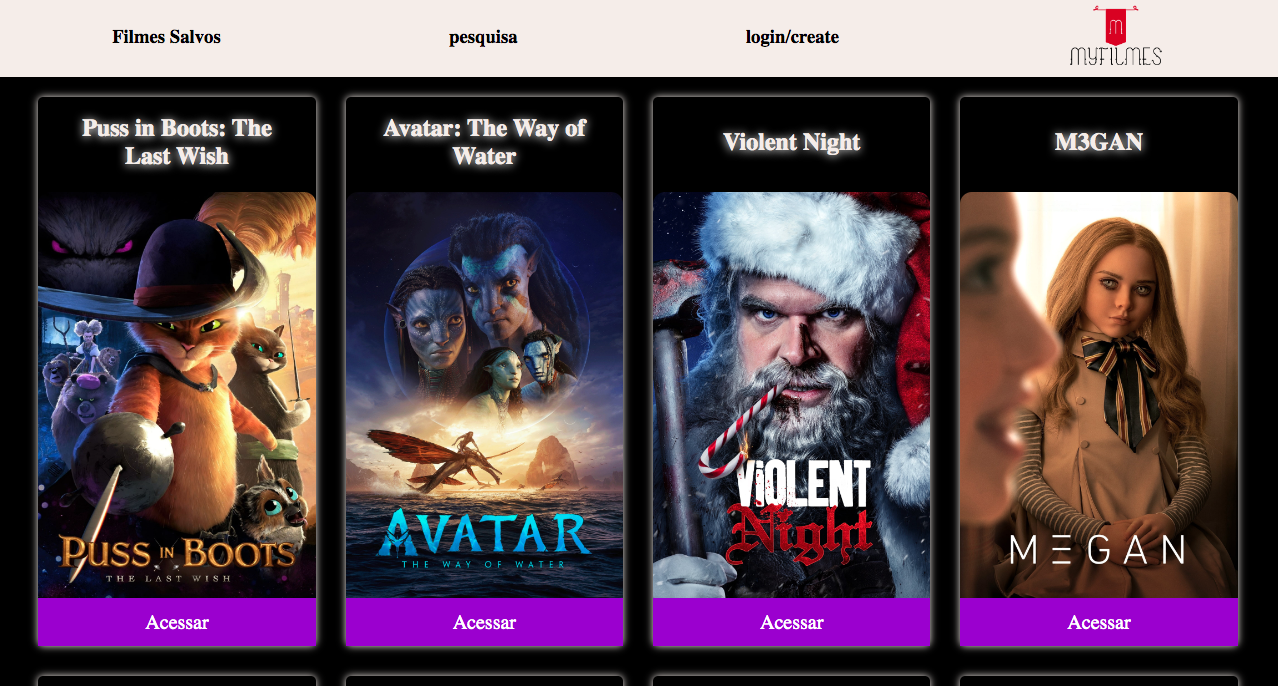 Filmes Salvos
pesquisa
login/create
M
MYFILMES
Puss in Boots: The
Last Wish
Avatar: The Way of
Water
Violent Night
M3GAN
PUSS IN BOOTS
THE LAST WISH
AVATAR
THE WAY OF WATER
ViOLENT
Night
M Ξ G A N
Acessar
Acessar
Acessar
Acessar